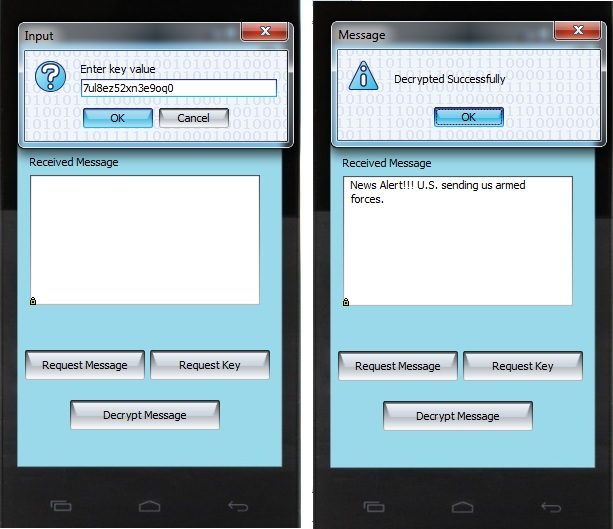 Input
Enter key value
7ul8ez52xn3e9oq0
OK
Cancel
Received Message
Request Message
Request Key
Decrypt Message
Message
Decrypted Successfully
OK
Received Message
News Alert!!! U.S. sending us armed
forces.
Request Message
Request Key
Decrypt Message